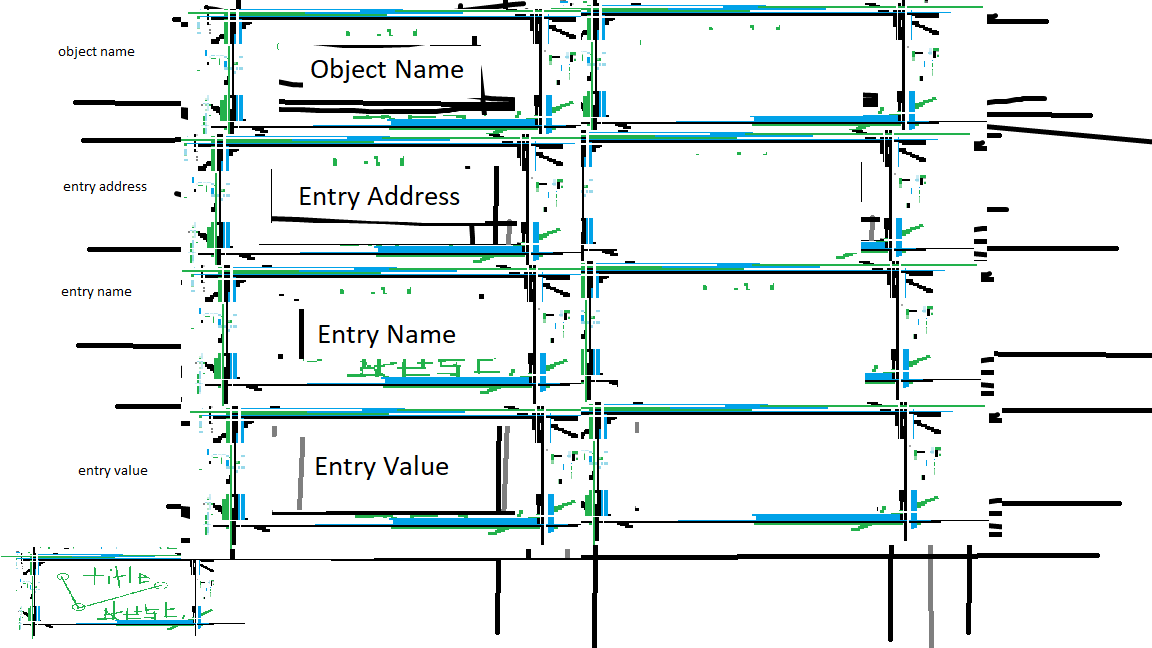 object name
Object Name
entry address
Entry Address
entry name
Entry Name
entry value
Entry Value
title